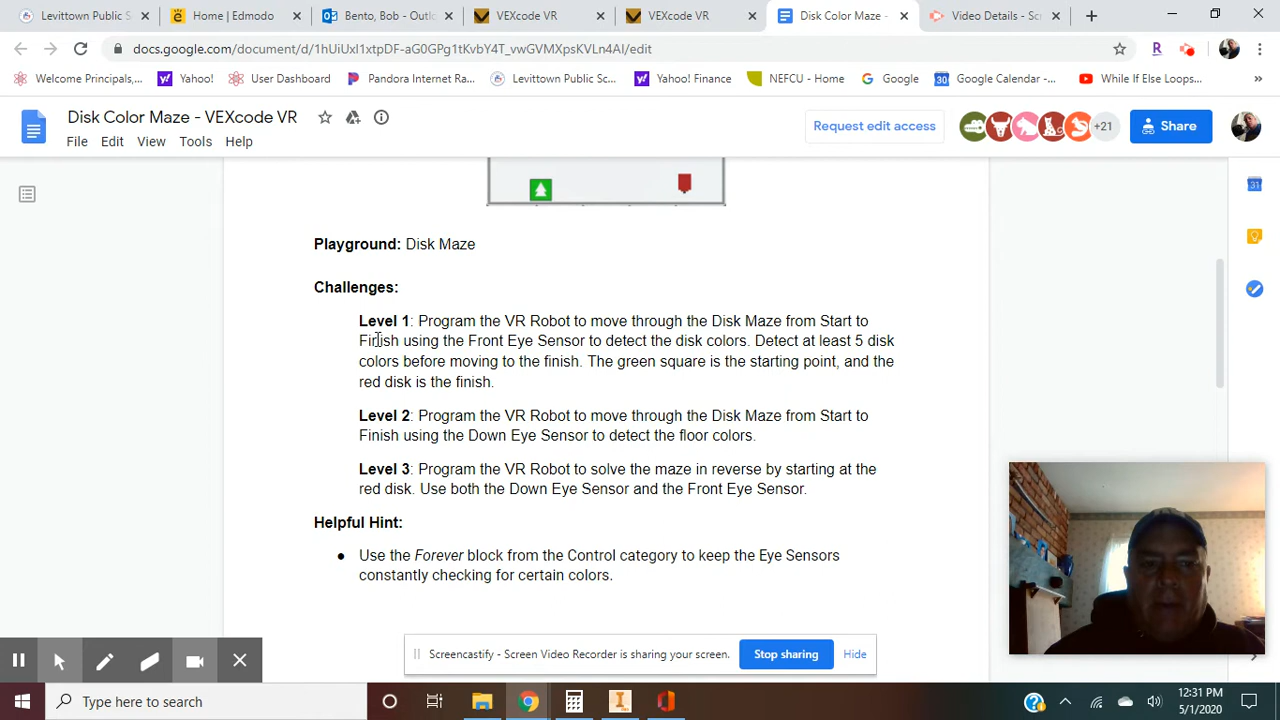 Levittown Public S
Home | Edmodo
Bento, Bob - Outlo
VEXcode VR
VEXcode VR
Disk Color Maze -
Video Details - Scr
docs.google.com/document/d/1hUiUxl1xtpDF-aG0GPg1tKvbY4T_vwGVMXpsKVLn4AI/edit
Welcome Principals,...
Yahoo!
User Dashboard
Pandora Internet Ra...
Levittown Public Sc...
Yahoo! Finance
NEFCU - Home
Google
Google Calendar -...
While If Else Loops...
»
Disk Color Maze - VEXcode VR
File Edit View Tools Help
Request edit access
+21
Share
31
Playground: Disk Maze
Challenges:
Level 1: Program the VR Robot to move through the Disk Maze from Start to
Finish using the Front Eye Sensor to detect the disk colors. Detect at least 5 disk
colors before moving to the finish. The green square is the starting point, and the
red disk is the finish.
Level 2: Program the VR Robot to move through the Disk Maze from Start to
Finish using the Down Eye Sensor to detect the floor colors.
Level 3: Program the VR Robot to solve the maze in reverse by starting at the
red disk. Use both the Down Eye Sensor and the Front Eye Sensor.
Helpful Hint:
● Use the Forever block from the Control category to keep the Eye Sensors
constantly checking for certain colors.
Screencastify - Screen Video Recorder is sharing your screen.
Stop sharing
Hide
Type here to search
12:31 PM
5/1/2020